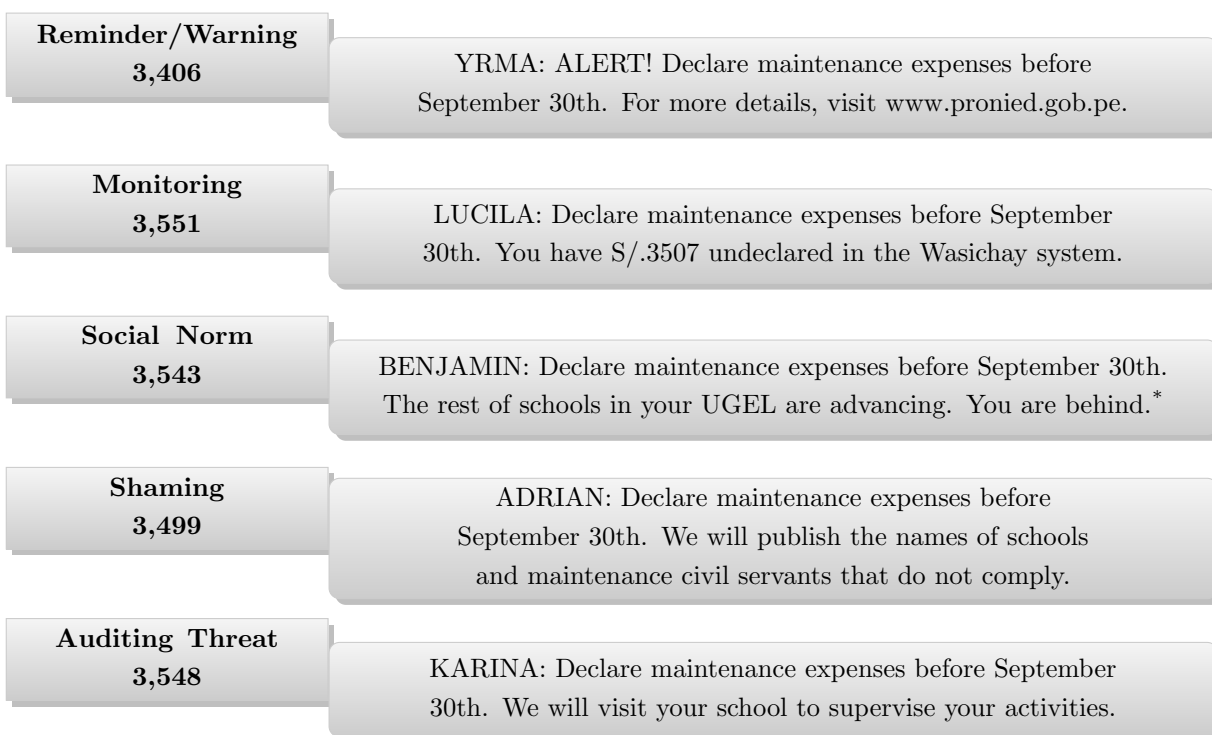 Reminder/Warning
3,406
YRMA: ALERT! Declare maintenance expenses before
September 30th. For more details, visit www.pronied.gob.pe.
Monitoring
3,551
LUCILA: Declare maintenance expenses before September
30th. You have S/.3507 undeclared in the Wasichay system.
Social Norm
3,543
BENJAMIN: Declare maintenance expenses before September 30th.
The rest of schools in your UGEL are advancing. You are behind.*
Shaming
3,499
ADRIAN: Declare maintenance expenses before
September 30th. We will publish the names of schools
and maintenance civil servants that do not comply.
Auditing Threat
3,548
KARINA: Declare maintenance expenses before September
30th. We will visit your school to supervise your activities.